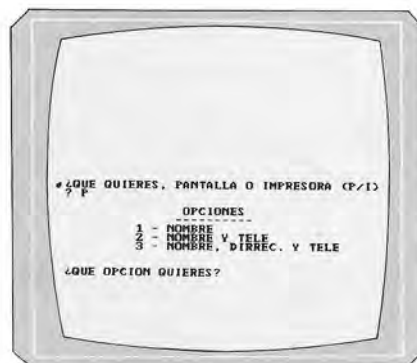 ¿QUE QUIERES, PANTALLA O IMPRESORA (P/I)
? P
OPCIONES
1 - NOMBRE
2 - NOMBRE Y TELE
3 - NOMBRE, DIRREC. Y TELE
¿QUE OPCION QUIERES?